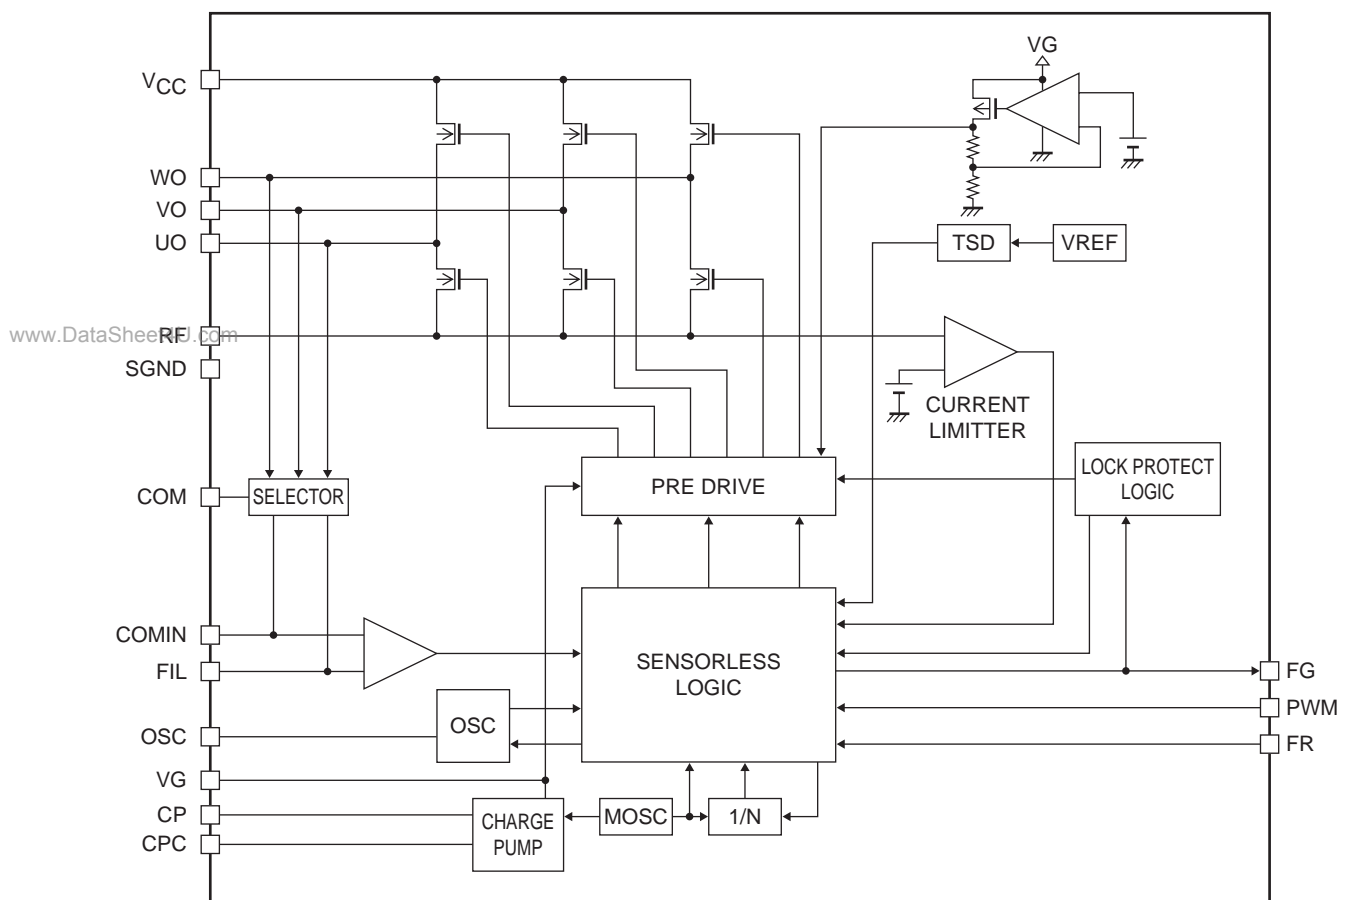 VG
VCC
WO
VO
UO
TSD
VREF
www.DataSheet4U.com
RF
SGND
CURRENT
LIMITTER
COM
SELECTOR
PRE DRIVE
LOCK PROTECT
LOGIC
COMIN
FIL
SENSORLESS
LOGIC
FG
PWM
FR
OSC
OSC
VG
CP
CPC
CHARGE
PUMP
MOSC
1/N